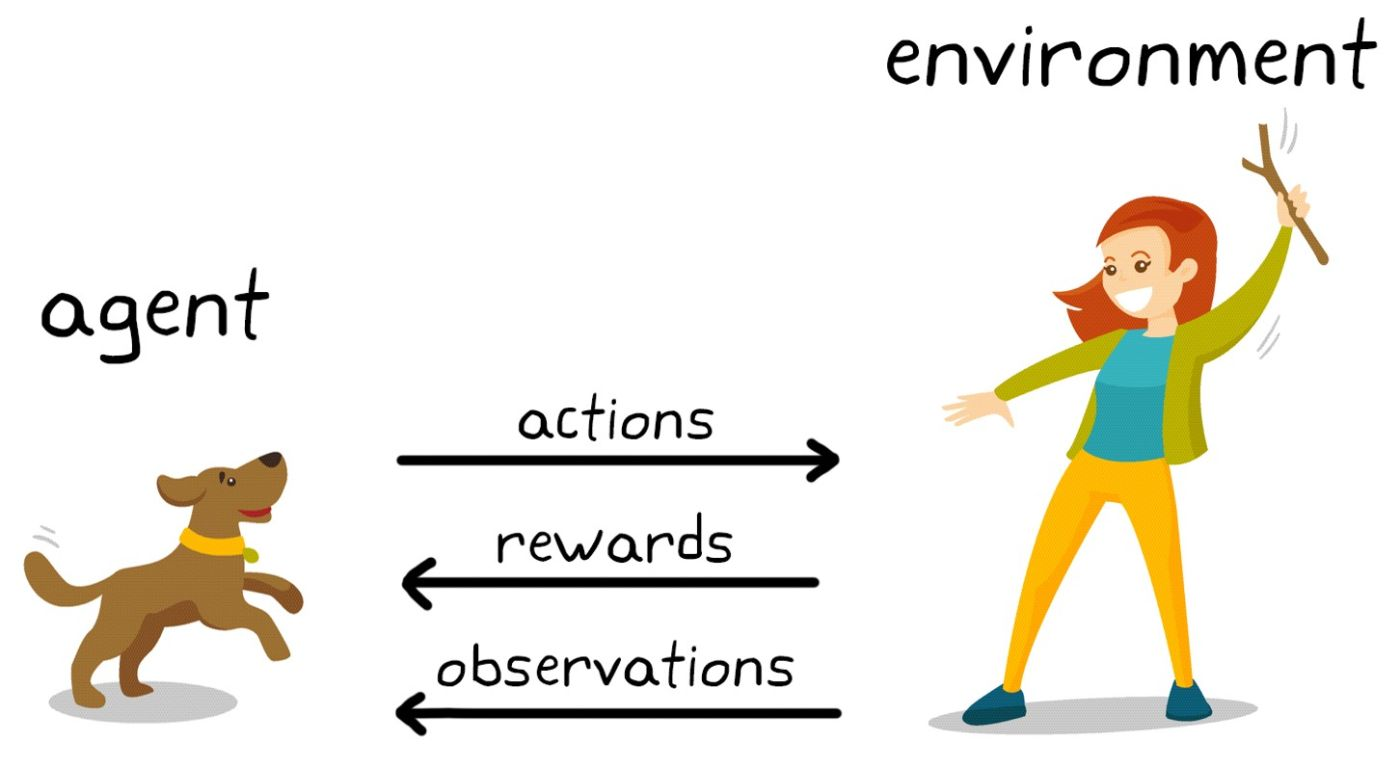 environment
agent
actions
rewards
observations